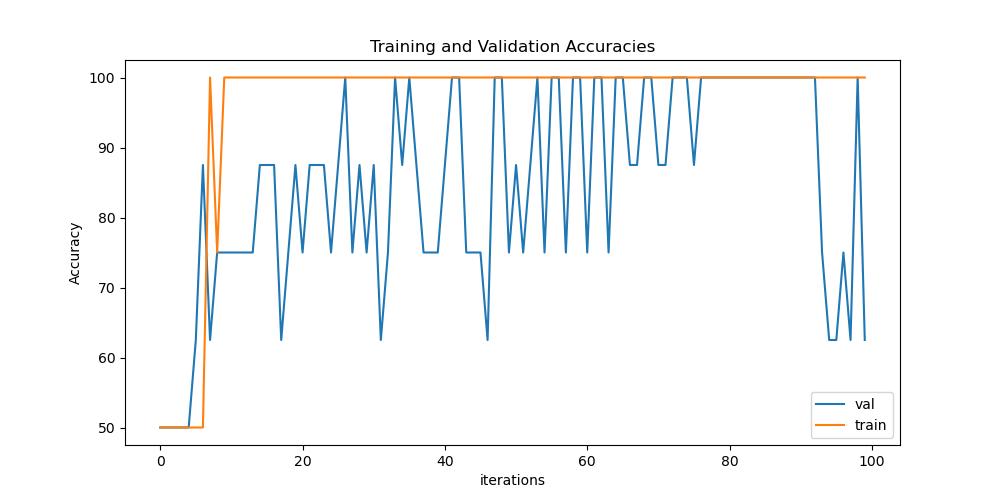 Training and Validation Accuracies
Accuracy
100
90
80
70
60
50
val
train
0 20 40 60 80 100
iterations